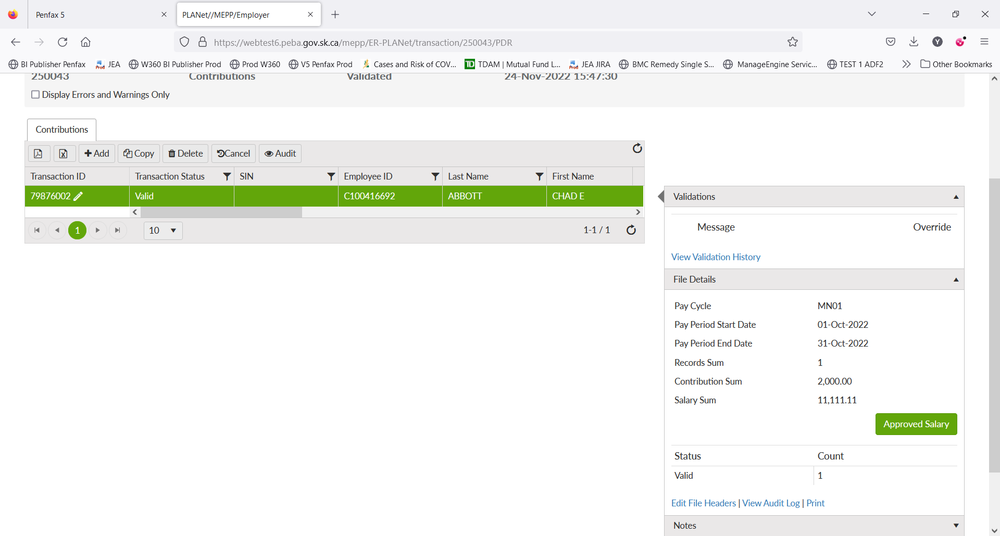 Penfax 5
PLANet//MEPP/Employer
https://webtest6.peba.gov.sk.ca/mepp/ER-PLANet/transaction/250043/PDR
Y
BI Publisher Penfax JEA W360 BI Publisher Prod Prod W360 V5 Penfax Prod Cases and Risk of COV... TDAM | Mutual Fund L... JEA JIRA BMC Remedy Single S... ManageEngine Servic... TEST 1 ADF2 Other Bookmarks
250043 Contributions Validated 24-Nov-2022 15:47:30
Display Errors and Warnings Only
Contributions
Add Copy Delete Cancel Audit
Transaction ID Transaction Status SIN Employee ID Last Name First Name
79876002 Valid C100416692 ABBOTT CHAD E
1 10 1-1 / 1
Validations
Message Override
View Validation History
File Details
Pay Cycle MN01
Pay Period Start Date 01-Oct-2022
Pay Period End Date 31-Oct-2022
Records Sum 1
Contribution Sum 2,000.00
Salary Sum 11,111.11
Approved Salary
Status Count
Valid 1
Edit File Headers | View Audit Log | Print
Notes